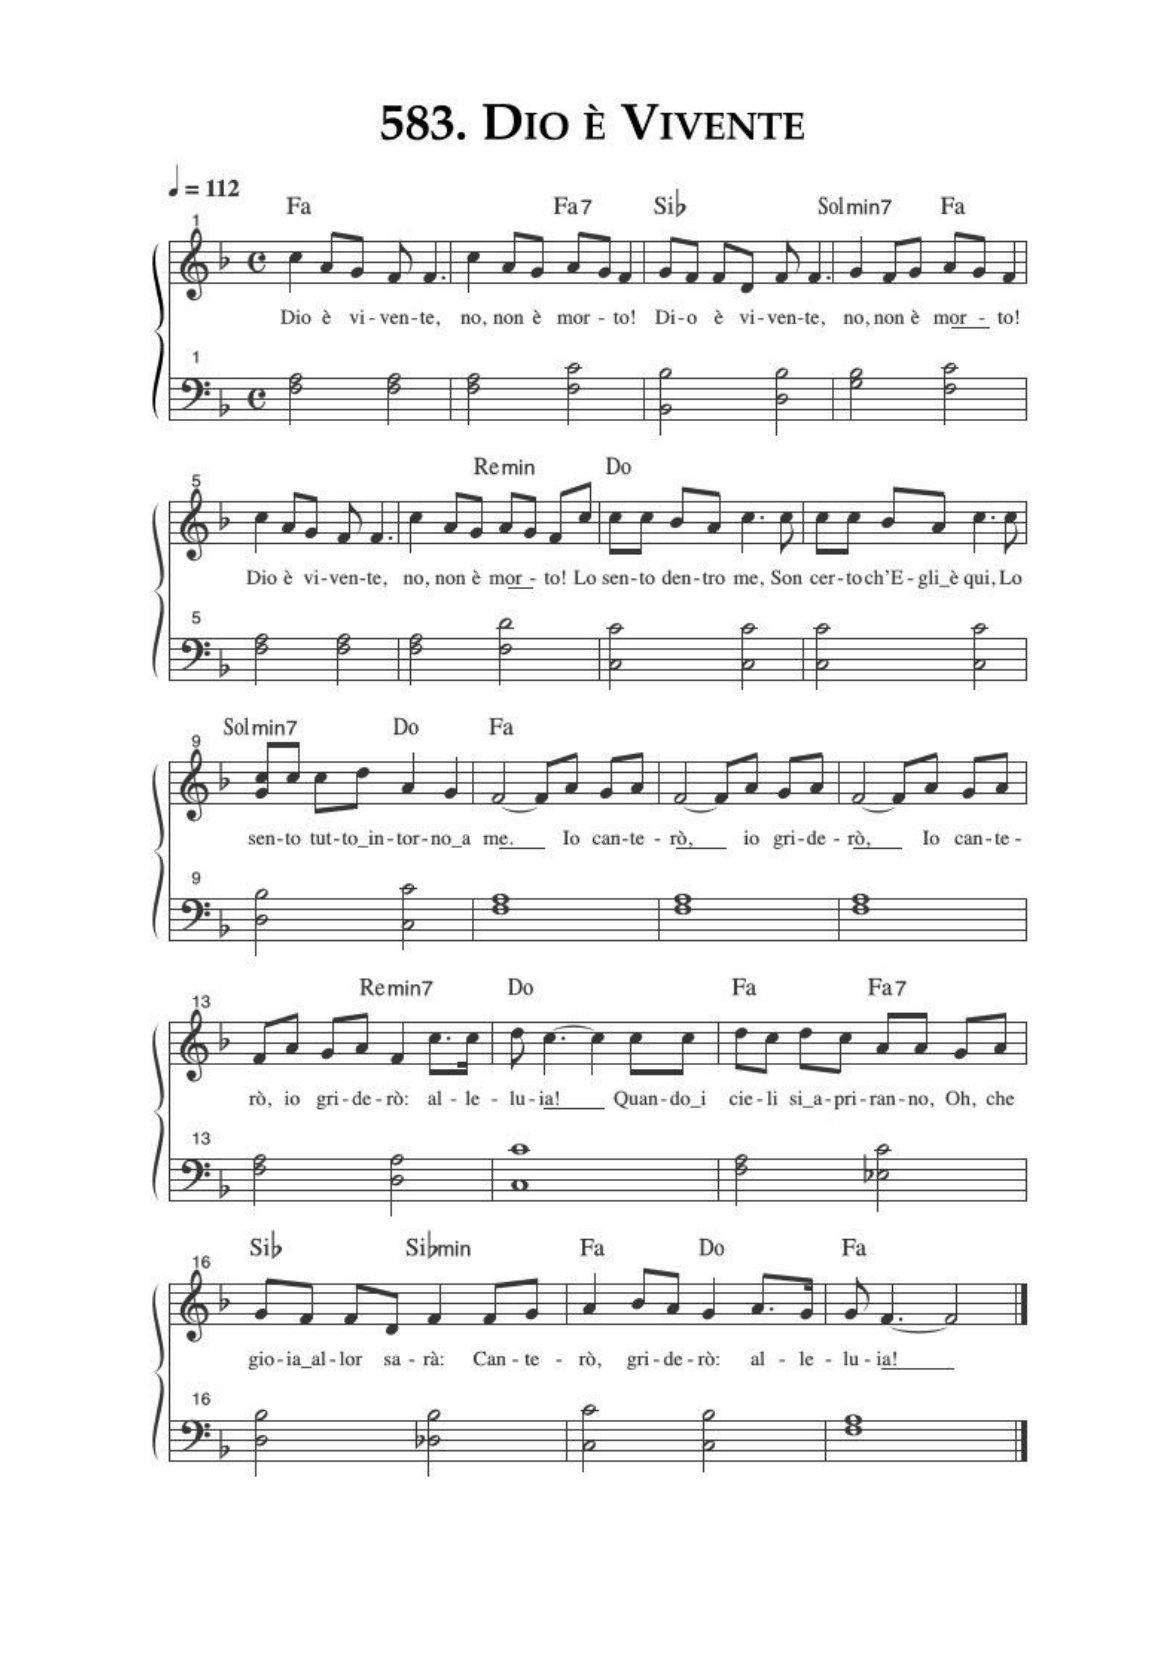 583. Dio è Vivente
= 112
Fa Fa7 Si♭ Solmin7 Fa
1
Dio è vi-ven-te, no, non è mor - to! Di-o è vi-ven-te, no, non è mor - to!
1
Remin Do
5
Dio è vi-ven-te, no, non è mor - to! Lo sen-to den-tro me, Son cer-to ch'E-gli_è qui, Lo
5
Solmin7 Do Fa
9
sen-to tut-to_in-tor-no_a me. Io can-te - rò, io gri-de - rò, Io can-te -
9
Remin7 Do Fa Fa7
13
rò, io gri-de-rò: al - le - lu-ia! Quan-do_i cie-li si_a-pri-ran-no, Oh, che
13
Si♭ Si♭min Fa Do Fa
16
gio-ia_al-lor sa - rà: Can - te - rò, gri-de-rò: al - le - lu-ia!
16